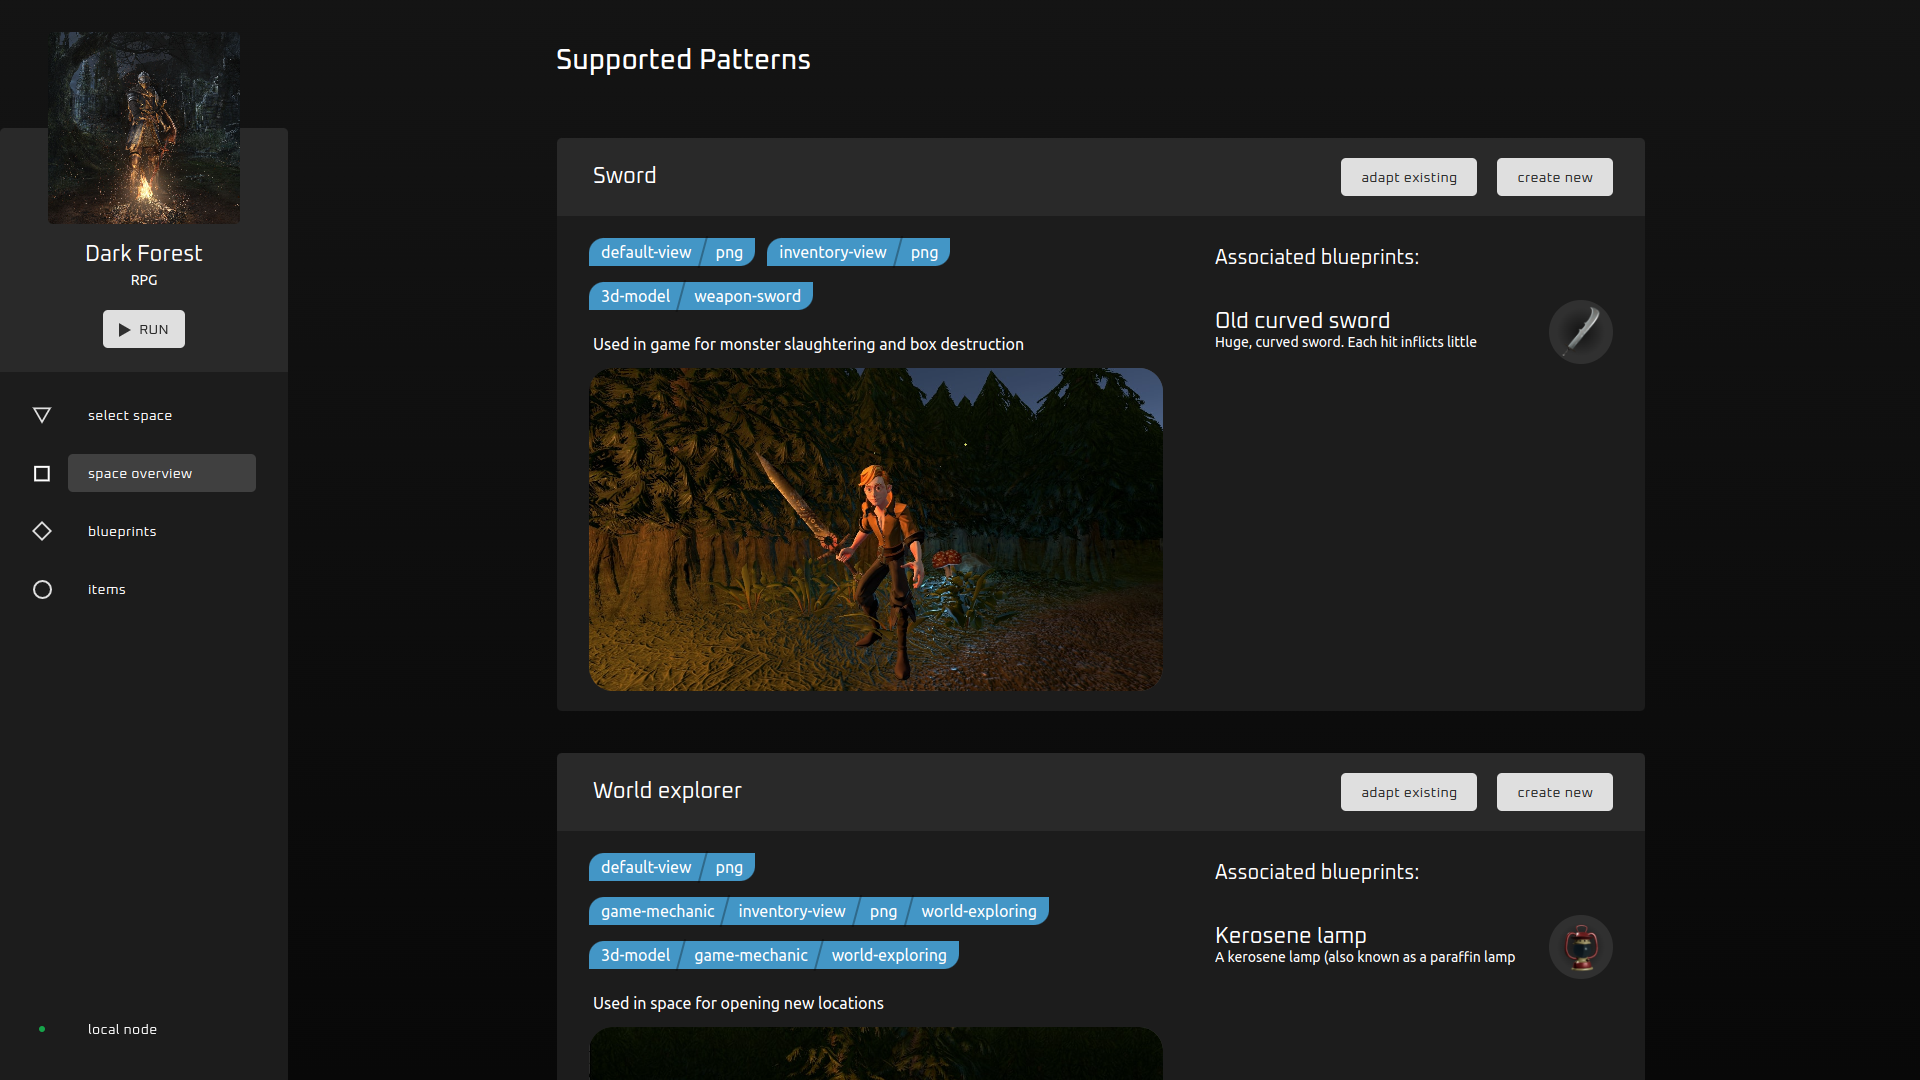 Dark Forest
RPG
RUN
select space
space overview
blueprints
items
local node
Supported Patterns
Sword
adapt existing
create new
default-view png inventory-view png
3d-model weapon-sword
Used in game for monster slaughtering and box destruction
Associated blueprints:
Old curved sword
Huge, curved sword. Each hit inflicts little
World explorer
adapt existing
create new
default-view png
game-mechanic inventory-view png world-exploring
3d-model game-mechanic world-exploring
Used in space for opening new locations
Associated blueprints:
Kerosene lamp
A kerosene lamp (also known as a paraffin lamp